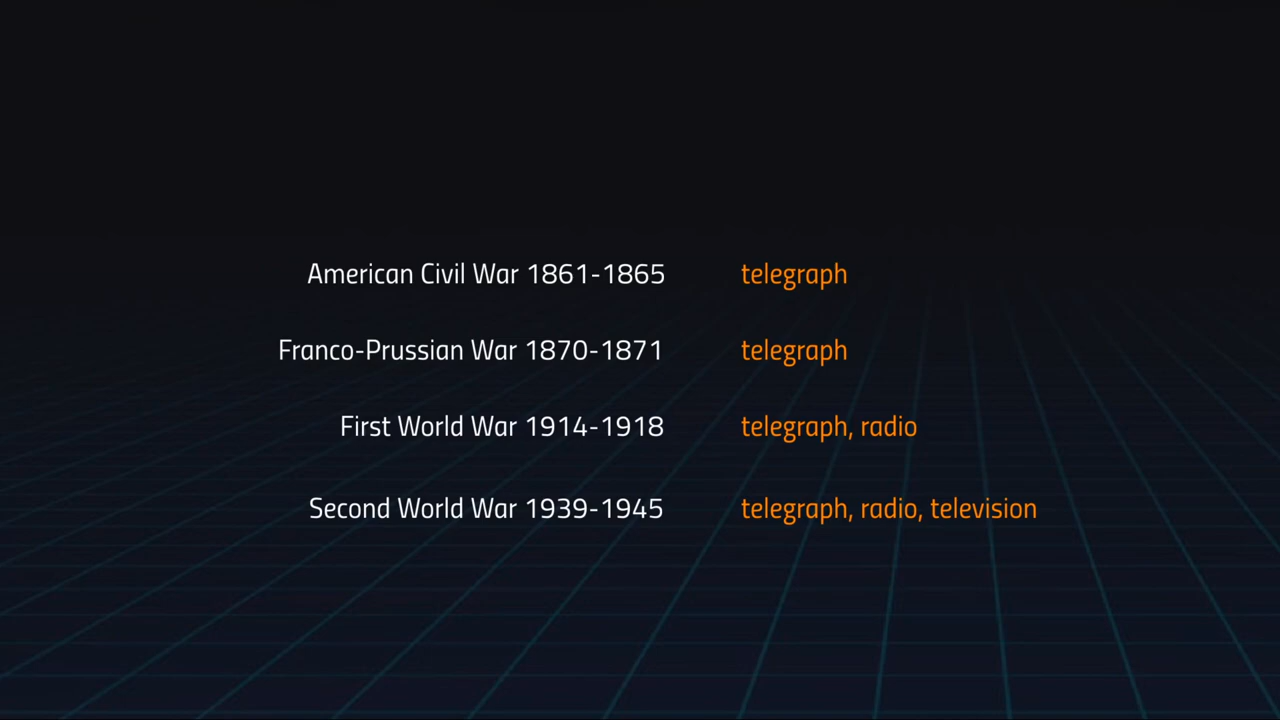 American Civil War 1861-1865 telegraph
Franco-Prussian War 1870-1871 telegraph
First World War 1914-1918 telegraph, radio
Second World War 1939-1945 telegraph, radio, television